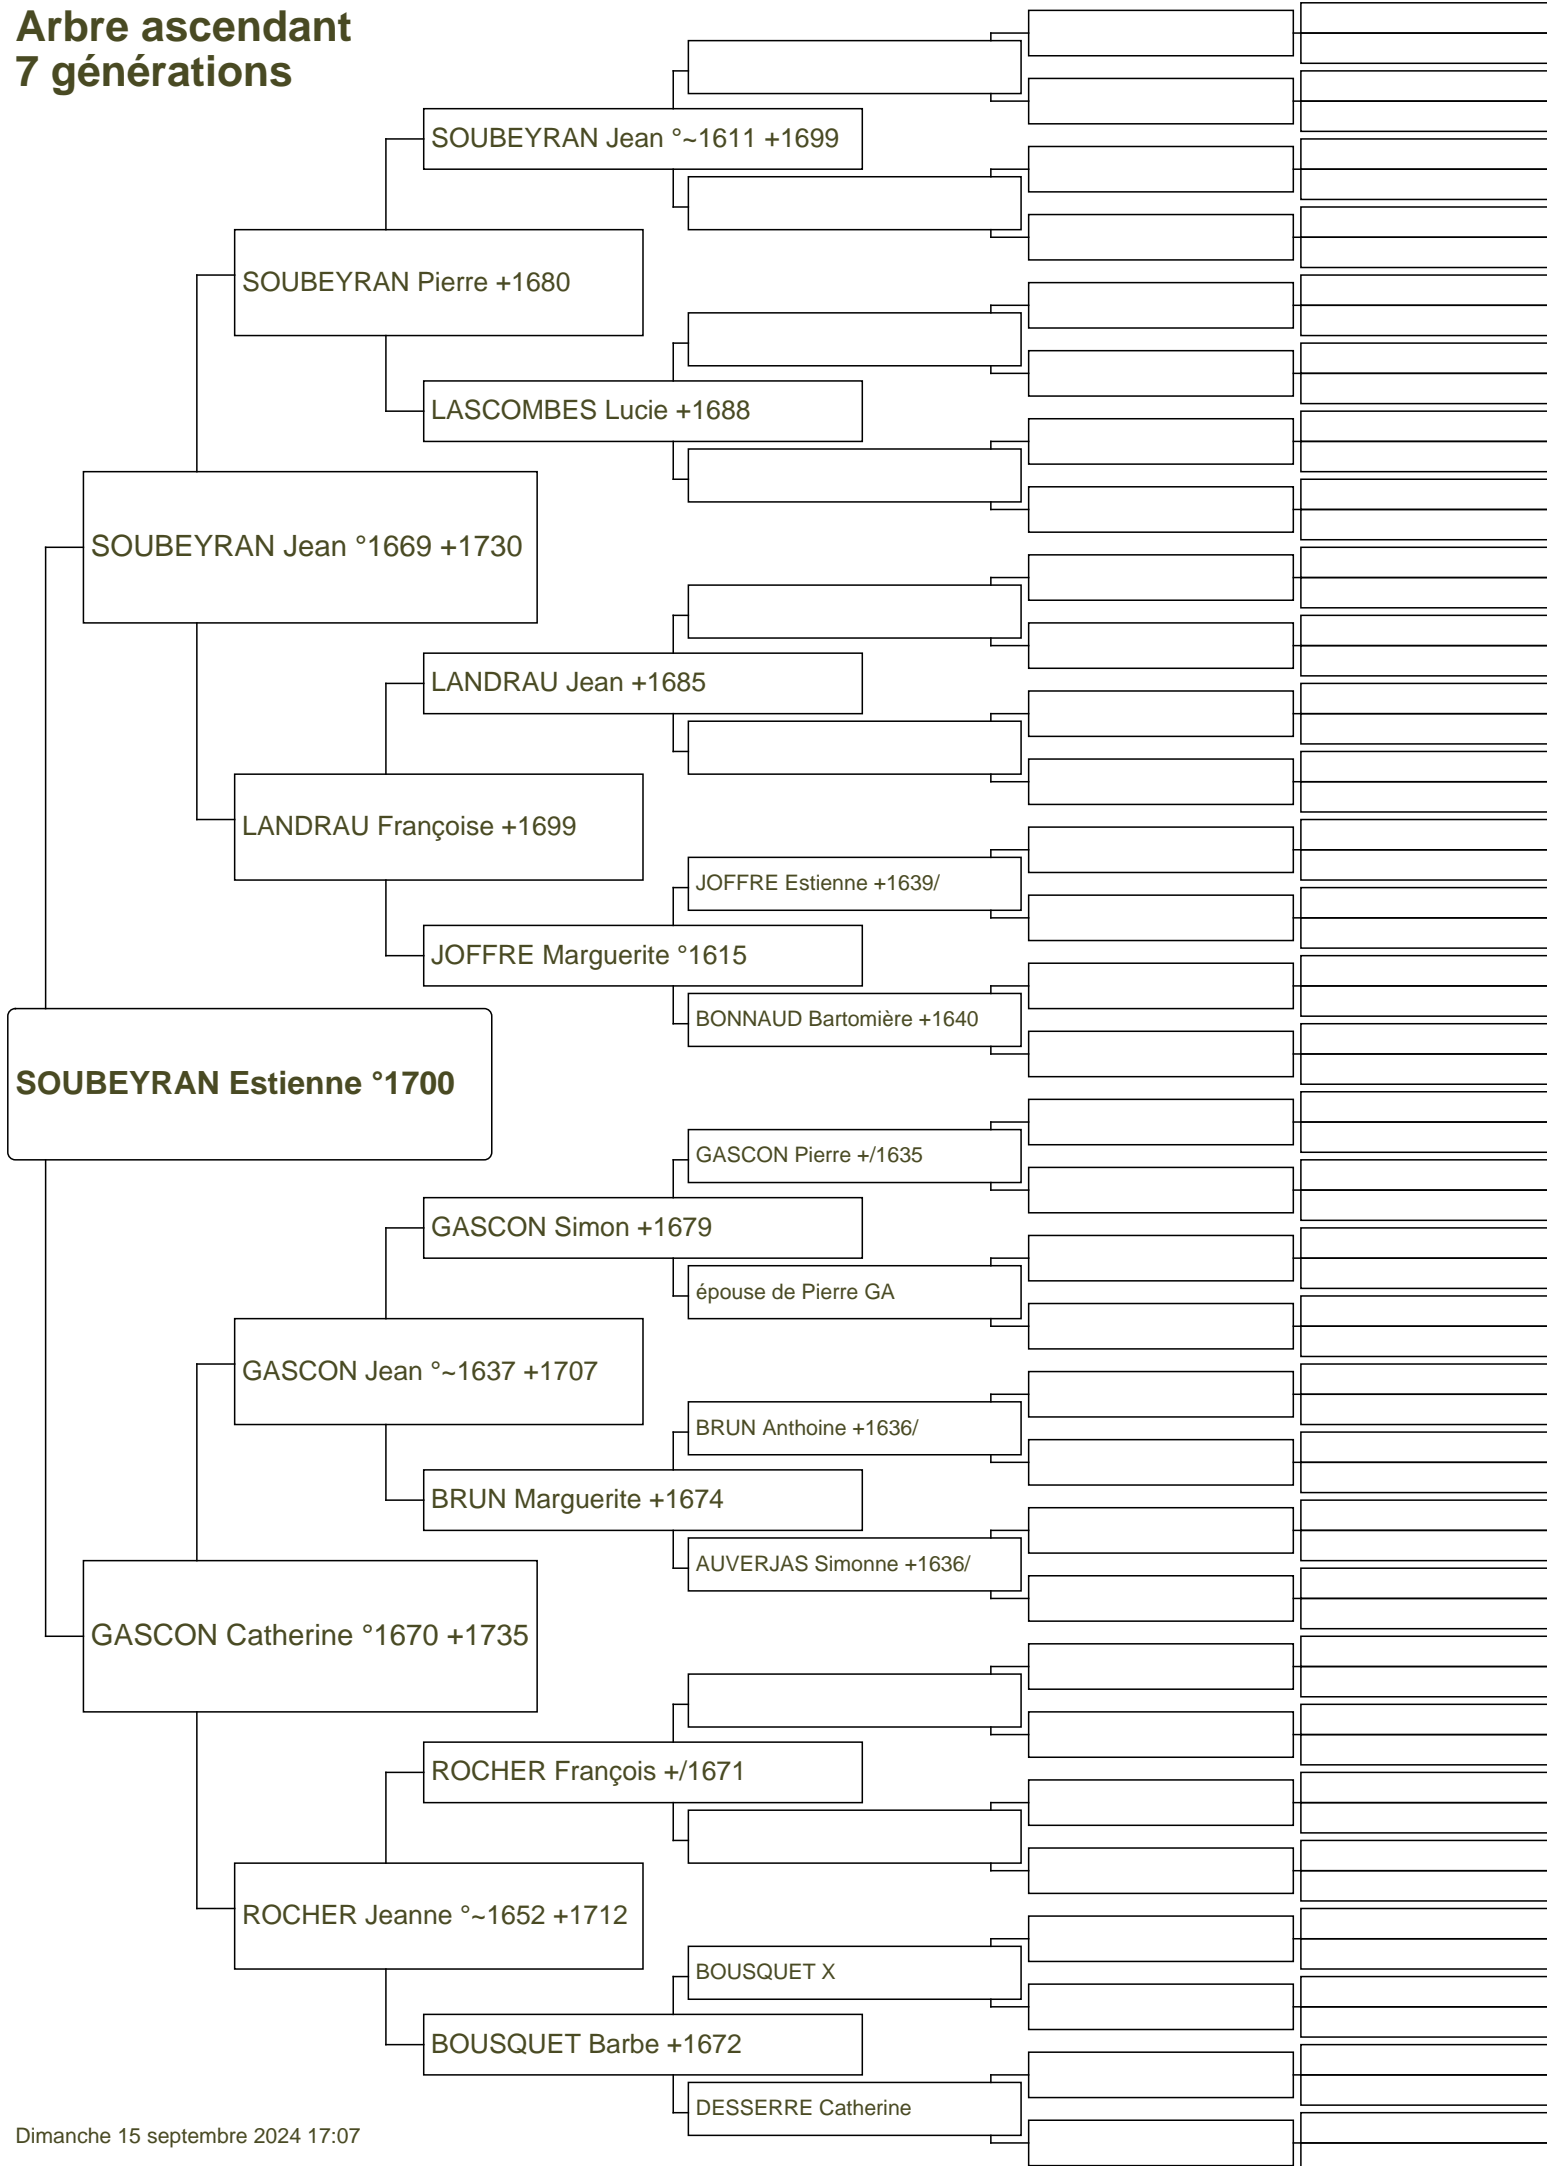 Arbre ascendant
7 générations
SOUBEYRAN Jean °~1611 +1699
SOUBEYRAN Pierre +1680
LASCOMBES Lucie +1688
SOUBEYRAN Jean °1669 +1730
LANDRAU Jean +1685
LANDRAU Françoise +1699
JOFFRE Estienne +1639/
JOFFRE Marguerite °1615
BONNAUD Bartomière +1640
SOUBEYRAN Estienne °1700
GASCON Pierre +/1635
GASCON Simon +1679
épouse de Pierre GA
GASCON Jean °~1637 +1707
BRUN Anthoine +1636/
BRUN Marguerite +1674
AUVERJAS Simonne +1636/
GASCON Catherine °1670 +1735
ROCHER François +/1671
ROCHER Jeanne °~1652 +1712
BOUSQUET X
BOUSQUET Barbe +1672
DESSERRE Catherine
Dimanche 15 septembre 2024 17:07